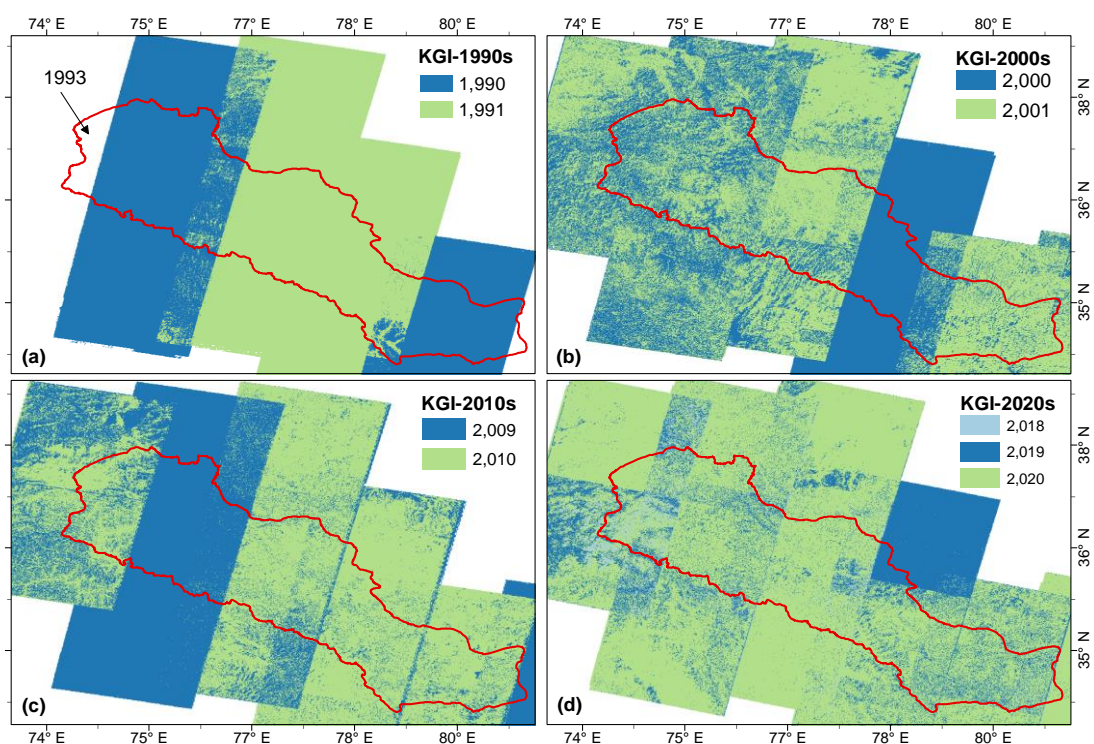 74° E 75° E 77° E 78° E 80° E 74° E 75° E 77° E 78° E 80° E
KGI-1990s
1,990
1,991
1993
(a)
KGI-2000s
2,000
2,001
(b)
38° N
36° N
35° N
KGI-2010s
2,009
2,010
(c)
KGI-2020s
2,018
2,019
2,020
(d)
38° N
36° N
35° N
74° E 75° E 77° E 78° E 80° E 74° E 75° E 77° E 78° E 80° E